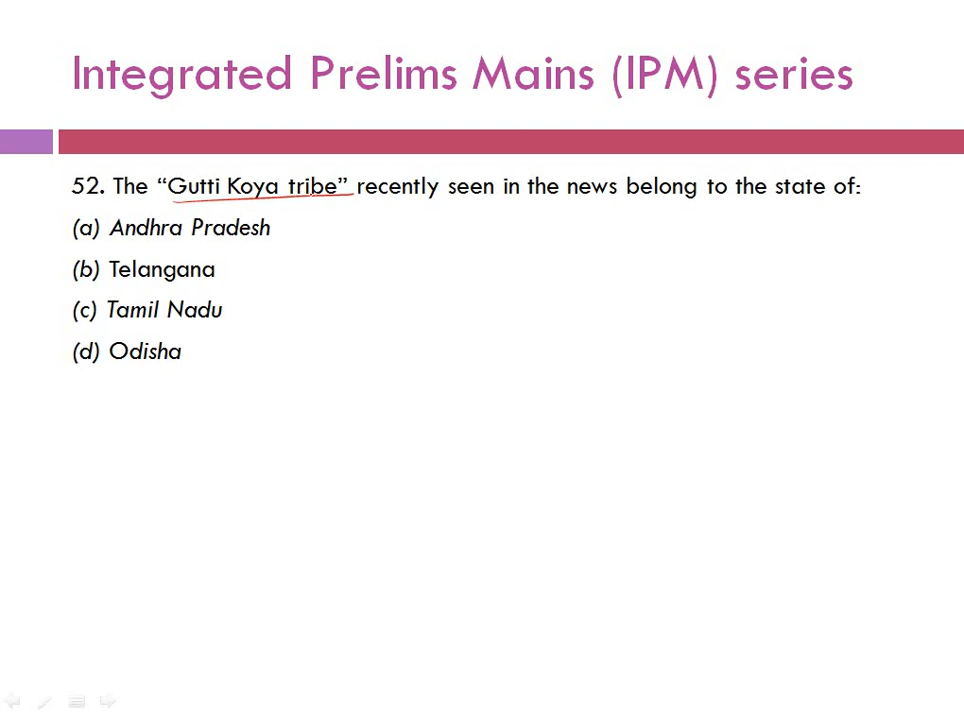 Integrated Prelims Mains (IPM) series
52. The “Gutti Koya tribe” recently seen in the news belong to the state of:
(a) Andhra Pradesh
(b) Telangana
(c) Tamil Nadu
(d) Odisha